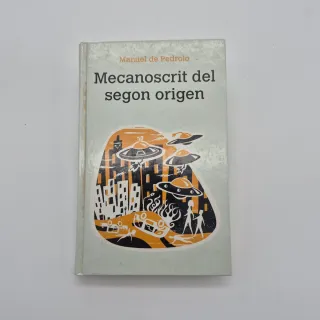 Manuel de Pedrolo
Mecanoscrit del
segon origen